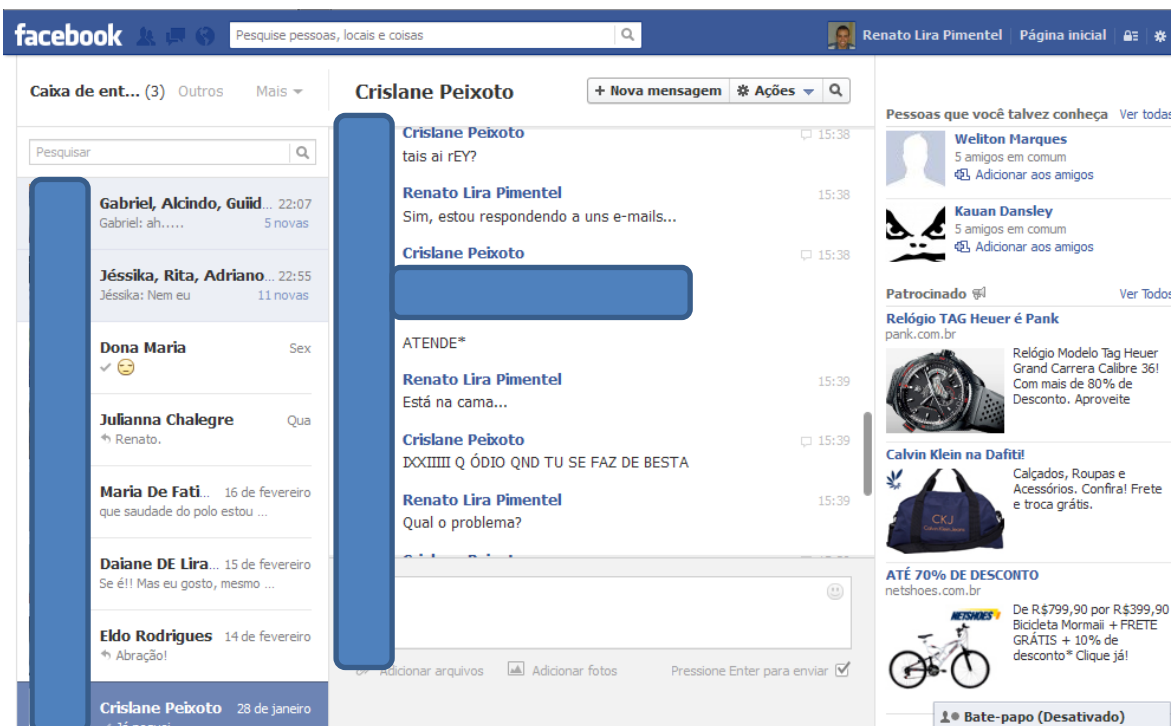 facebook
Pesquise pessoas, locais e coisas
Renato Lira Pimentel
Página inicial
Caixa de ent... (3) Outros Mais
Pesquisar
Gabriel, Alcindo, Guiid... 22:07
Gabriel: ah..... 5 novas
Jéssika, Rita, Adriano... 22:55
Jéssika: Nem eu 11 novas
Dona Maria Sex
Julianna Chalegre Qua
Renato.
Maria De Fati... 16 de fevereiro
que saudade do polo estou ...
Daiane DE Lira... 15 de fevereiro
Se é!! Mas eu gosto, mesmo ...
Eldo Rodrigues 14 de fevereiro
Abração!
Crislane Peixoto 28 de janeiro
Crislane Peixoto
+ Nova mensagem Ações
Crislane Peixoto 15:38
tais ai rEY?
Renato Lira Pimentel 15:38
Sim, estou respondendo a uns e-mails...
Crislane Peixoto 15:38
ATENDE*
Renato Lira Pimentel 15:39
Está na cama...
Crislane Peixoto 15:39
IXXIIIII Q ÓDIO QND TU SE FAZ DE BESTA
Renato Lira Pimentel 15:39
Qual o problema?
Adicionar arquivos Adicionar fotos Pressione Enter para enviar
Pessoas que você talvez conheça Ver todas
Weliton Marques
5 amigos em comum
Adicionar aos amigos
Kauan Dansley
5 amigos em comum
Adicionar aos amigos
Patrocinado Ver Todos
Relógio TAG Heuer é Pank
pank.com.br
Relógio Modelo Tag Heuer
Grand Carrera Calibre 36!
Com mais de 80% de
Desconto. Aproveite
Calvin Klein na Dafiti!
Calçados, Roupas e
Acessórios. Confira! Frete
e troca grátis.
CKJ
ATÉ 70% DE DESCONTO
netshoes.com.br
NETSHOES
De R$799,90 por R$399,90
Bicicleta Mormaii + FRETE
GRÁTIS + 10% de
desconto* Clique já!
Bate-papo (Desativado)